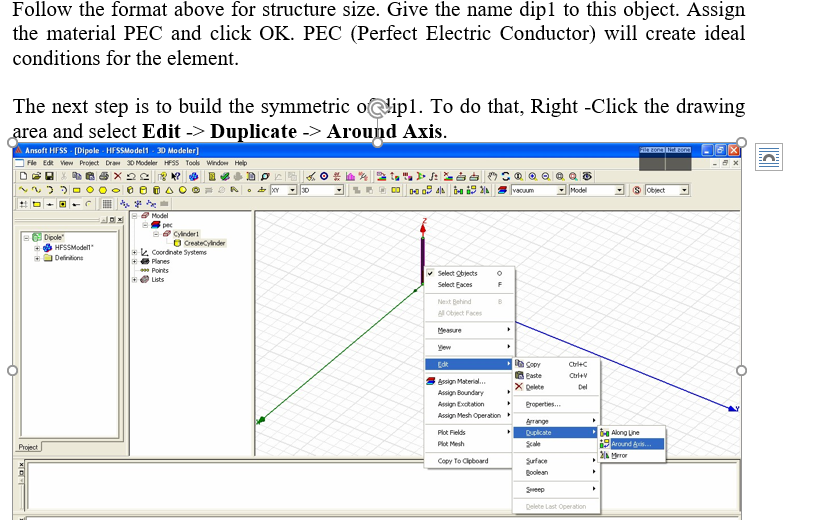 Follow the format above for structure size. Give the name dip1 to this object. Assign
the material PEC and click OK. PEC (Perfect Electric Conductor) will create ideal
conditions for the element.
The next step is to build the symmetric of dip1. To do that, Right -Click the drawing
area and select Edit -> Duplicate -> Around Axis.
Ansoft HFSS - [Dipole - HFSSModel1 - 3D Modeler]
File Edit View Project Draw 3D Modeler HFSS Tools Window Help
XY 3D vacuum Model Object
Dipole*
HFSSModel1*
Definitions
Project
Model
pec
Cylinder1
CreateCylinder
Coordinate Systems
Planes
Points
Lists
Z
Select Objects O
Select Faces F
Next Behind B
All Object Faces
Measure
View
Edit
Assign Material...
Assign Boundary
Assign Excitation
Assign Mesh Operation
Plot Fields
Plot Mesh
Copy To Clipboard
Copy Ctrl+C
Paste Ctrl+V
Delete Del
Properties...
Arrange
Duplicate
Scale
Surface
Boolean
Sweep
Delete Last Operation
Along Line
Around Axis...
Mirror
X
Y